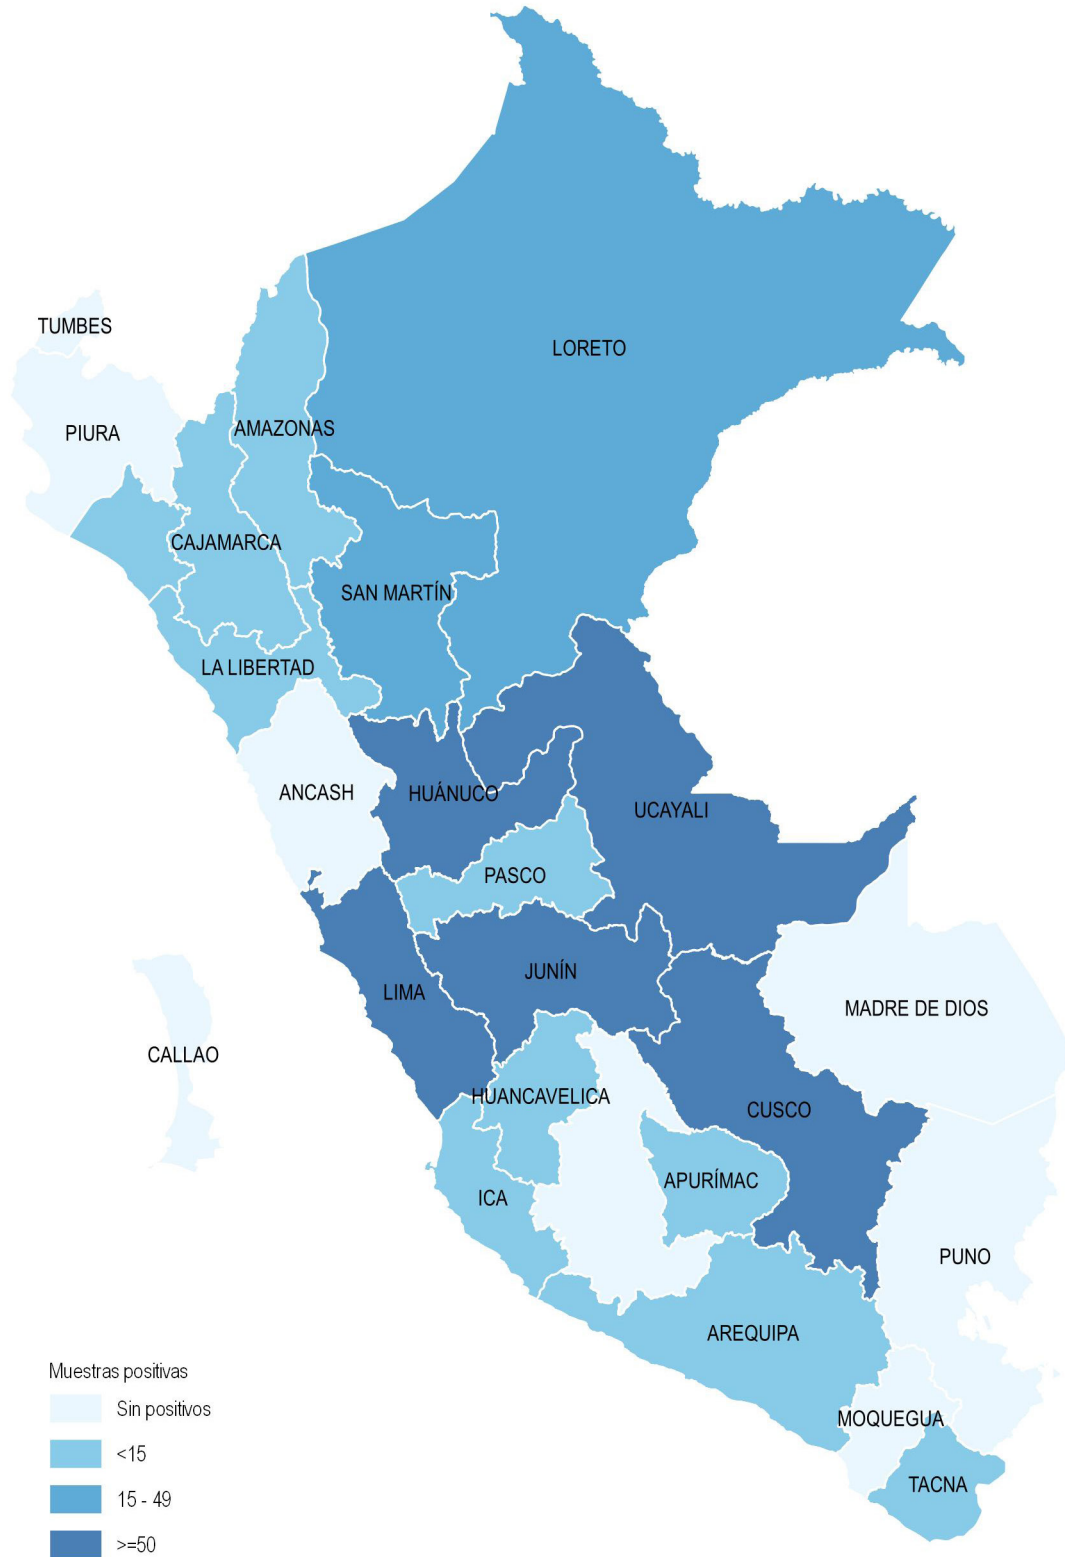 TUMBES
LORETO
PIURA
AMAZONAS
CAJAMARCA
SAN MARTÍN
LA LIBERTAD
ANCASH
HUÁNUCO
UCAYALI
PASCO
JUNÍN
LIMA
MADRE DE DIOS
CALLAO
HUANCAVELICA
CUSCO
APURÍMAC
ICA
PUNO
AREQUIPA
MOQUEGUA
TACNA
Muestras positivas
Sin positivos
<15
15 - 49
>=50